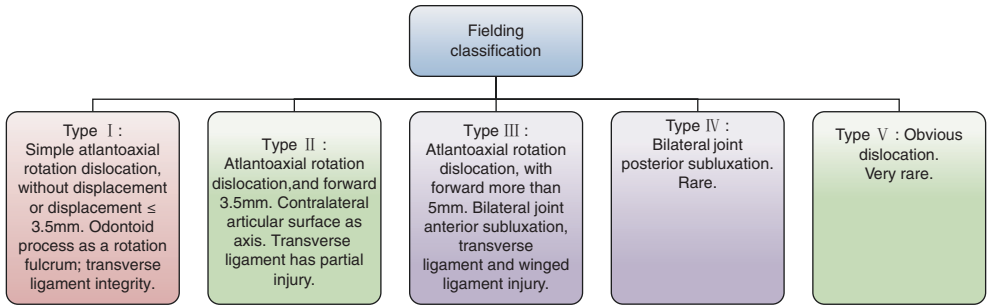 Fielding
classification
Type Ⅰ :
Simple atlantoaxial
rotation dislocation,
without displacement
or displacement ≤
3.5mm. Odontoid
process as a rotation
fulcrum; transverse
ligament integrity.
Type Ⅱ :
Atlantoaxial rotation
dislocation,and forward
3.5mm. Contralateral
articular surface as
axis. Transverse
ligament has partial
injury.
Type Ⅲ :
Atlantoaxial rotation
dislocation, with
forward more than
5mm. Bilateral joint
anterior subluxation,
transverse
ligament and winged
ligament injury.
Type Ⅳ :
Bilateral joint
posterior subluxation.
Rare.
Type Ⅴ : Obvious
dislocation.
Very rare.